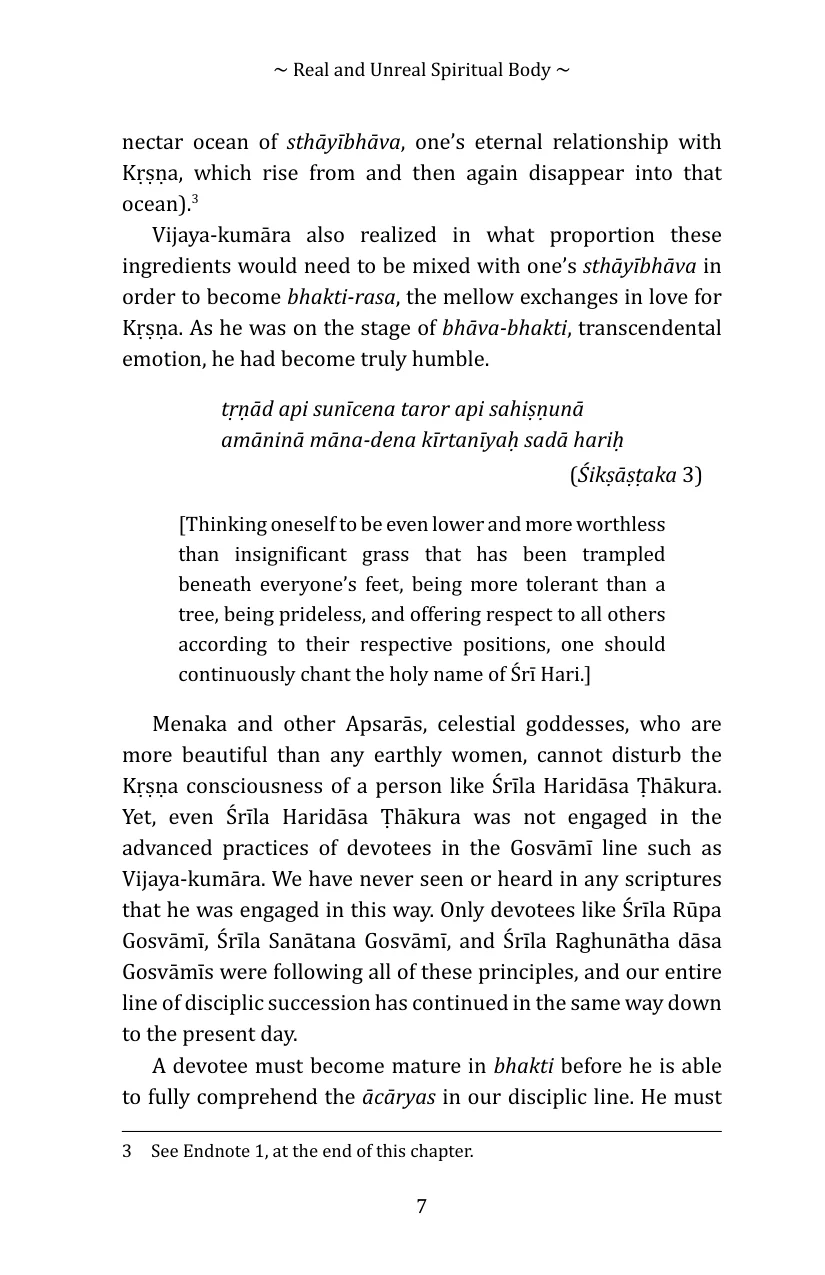 ~ Real and Unreal Spiritual Body ~
nectar ocean of sthāyībhāva, one’s eternal relationship with
Kṛṣṇa, which rise from and then again disappear into that
ocean).³
Vijaya-kumāra also realized in what proportion these
ingredients would need to be mixed with one’s sthāyībhāva in
order to become bhakti-rasa, the mellow exchanges in love for
Kṛṣṇa. As he was on the stage of bhāva-bhakti, transcendental
emotion, he had become truly humble.
tṛṇād api sunīcena taror api sahiṣṇunā
amāninā māna-dena kīrtanīyaḥ sadā hariḥ
(Śikṣāṣṭaka 3)
[Thinking oneself to be even lower and more worthless
than insignificant grass that has been trampled
beneath everyone’s feet, being more tolerant than a
tree, being prideless, and offering respect to all others
according to their respective positions, one should
continuously chant the holy name of Śrī Hari.]
Menaka and other Apsarās, celestial goddesses, who are
more beautiful than any earthly women, cannot disturb the
Kṛṣṇa consciousness of a person like Śrīla Haridāsa Ṭhākura.
Yet, even Śrīla Haridāsa Ṭhākura was not engaged in the
advanced practices of devotees in the Gosvāmī line such as
Vijaya-kumāra. We have never seen or heard in any scriptures
that he was engaged in this way. Only devotees like Śrīla Rūpa
Gosvāmī, Śrīla Sanātana Gosvāmī, and Śrīla Raghunātha dāsa
Gosvāmīs were following all of these principles, and our entire
line of disciplic succession has continued in the same way down
to the present day.
A devotee must become mature in bhakti before he is able
to fully comprehend the ācāryas in our disciplic line. He must
3 See Endnote 1, at the end of this chapter.
7